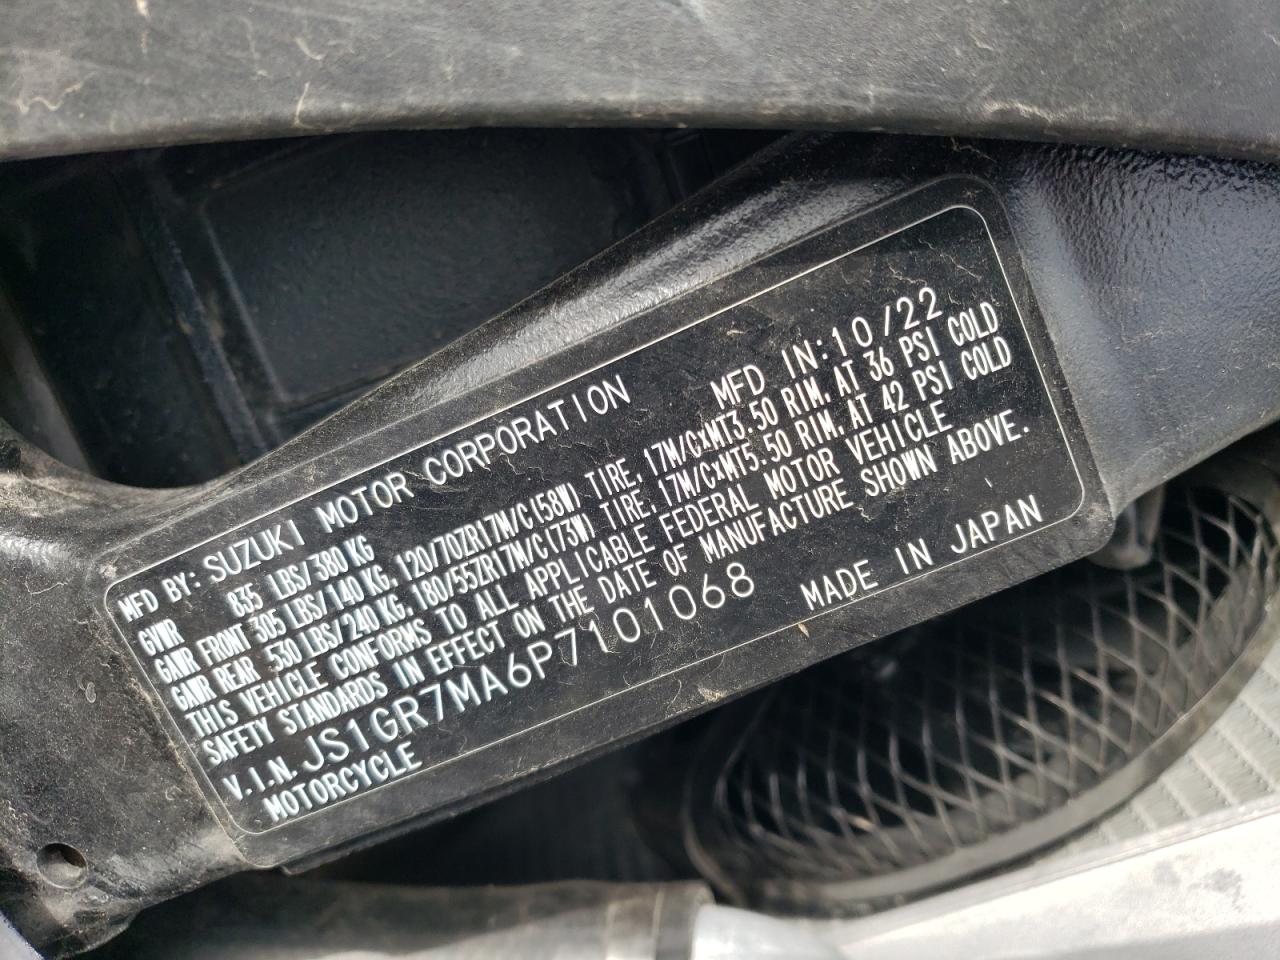 MFD BY: SUZUKI MOTOR CORPORATION MFD IN: 10/22
GVWR 835 LBS/380 KG
GAWR FRONT 305 LBS/140 KG, 120/70ZR17M/C(58W) TIRE, 17M/CxMT3.50 RIM, AT 36 PSI COLD
GAWR REAR 530 LBS/240 KG, 180/55ZR17M/C(73W) TIRE, 17M/CxMT5.50 RIM, AT 42 PSI COLD
THIS VEHICLE CONFORMS TO ALL APPLICABLE FEDERAL MOTOR VEHICLE
SAFETY STANDARDS IN EFFECT ON THE DATE OF MANUFACTURE SHOWN ABOVE.
V.I.N. JS1GR7MA6P7101068 MADE IN JAPAN
MOTORCYCLE